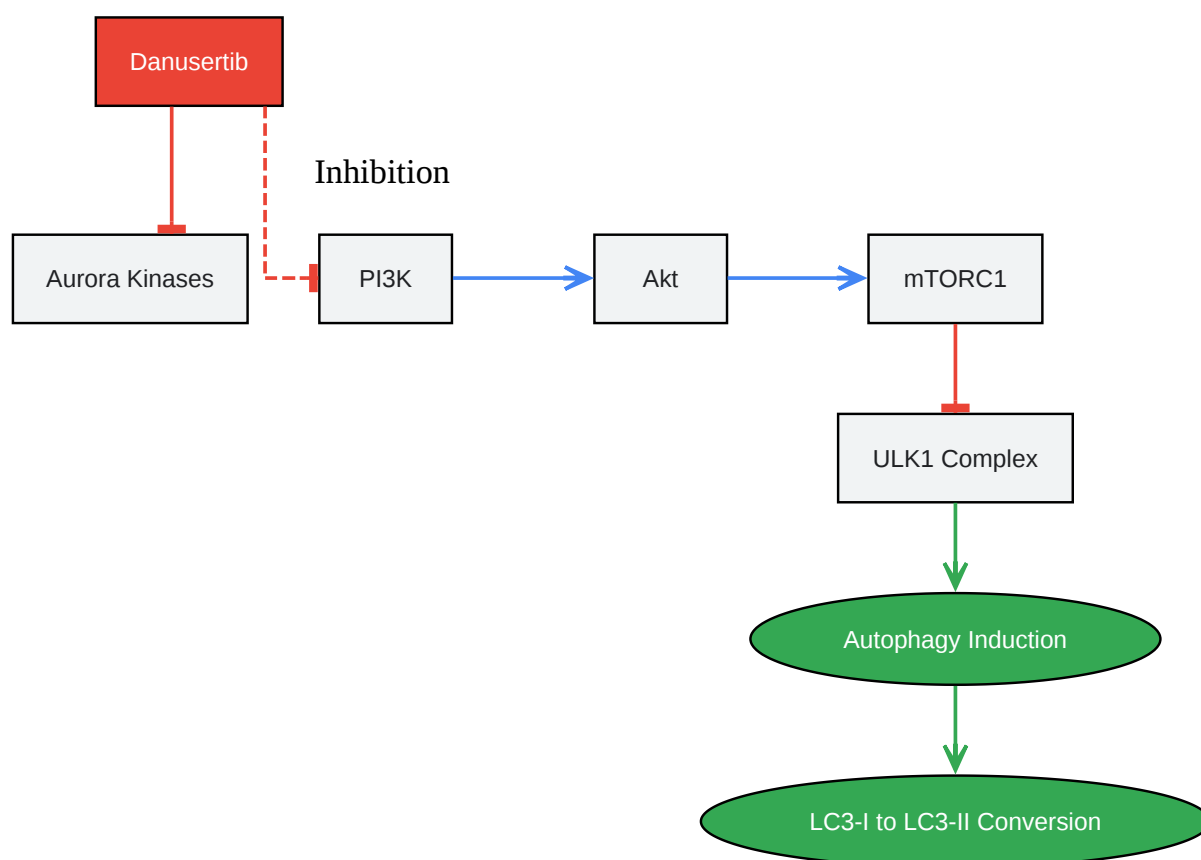 Danusertib
Inhibition
Aurora Kinases
PI3K
Akt
mTORC1
ULK1 Complex
Autophagy Induction
LC3-I to LC3-II Conversion